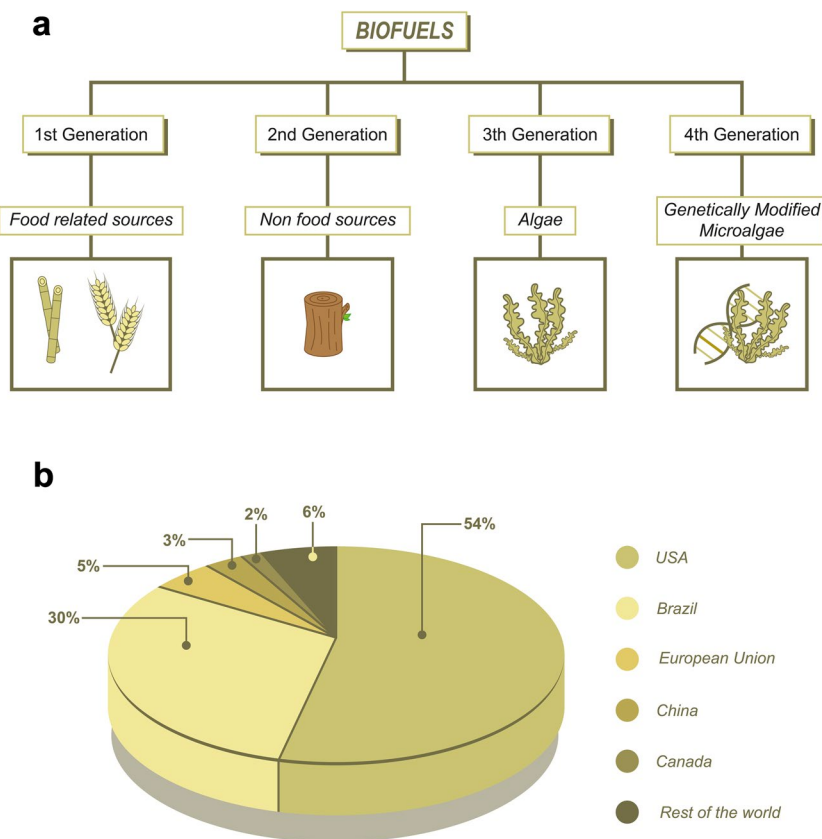 a
BIOFUELS
1st Generation
2nd Generation
3th Generation
4th Generation
Food related sources
Non food sources
Algae
Genetically Modified
Microalgae
b
2%
6%
54%
3%
5%
30%
USA
Brazil
European Union
China
Canada
Rest of the world